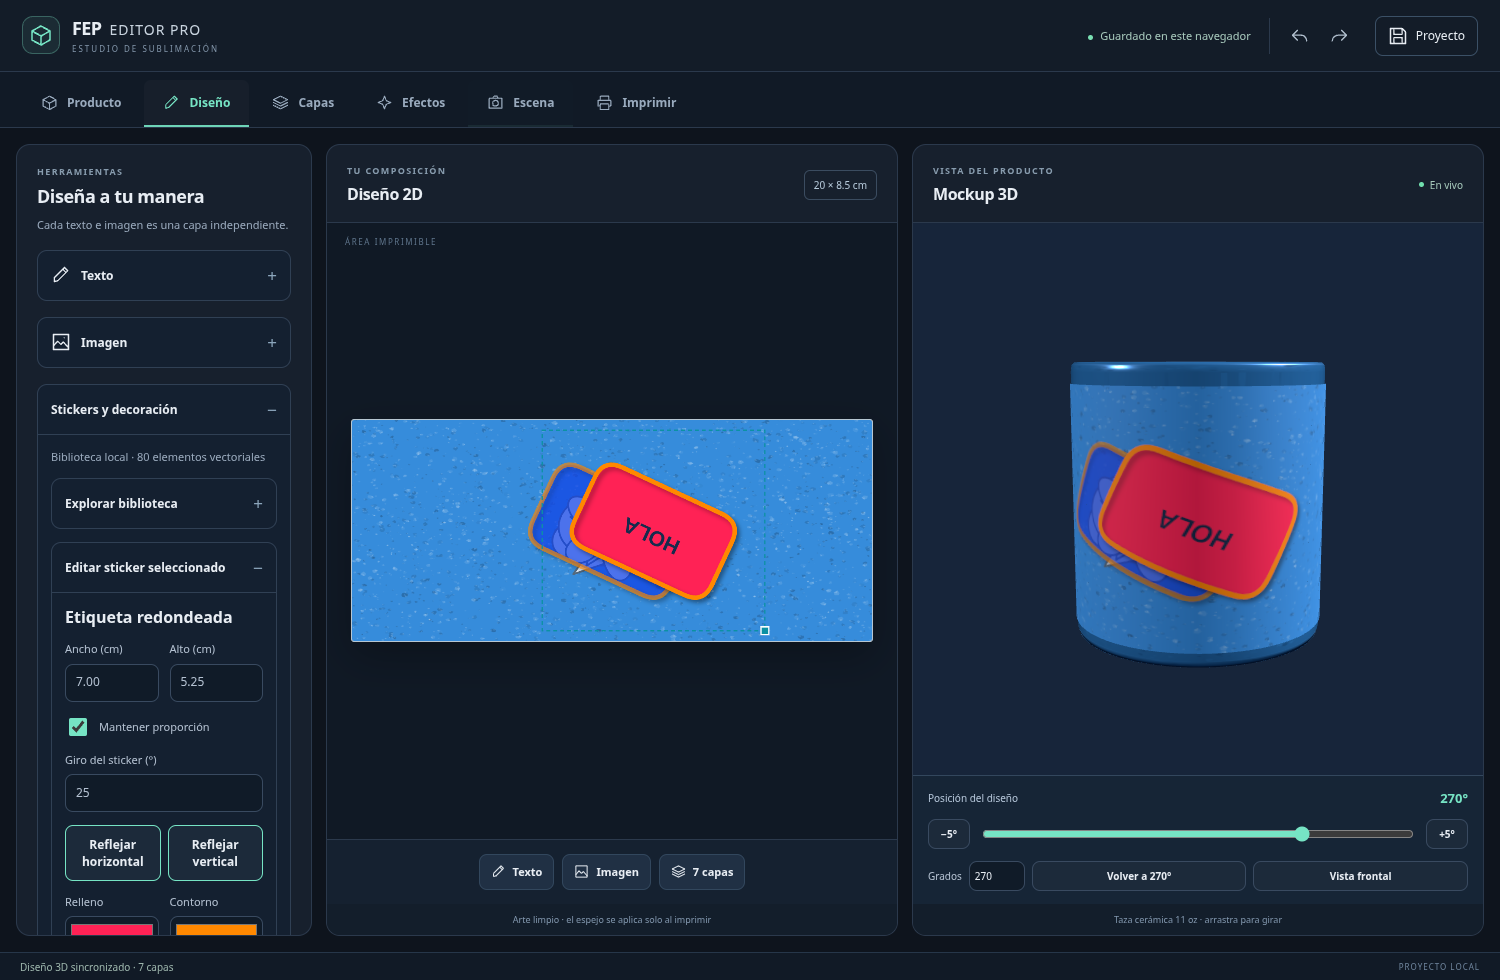 FEP EDITOR PRO
ESTUDIO DE SUBLIMACIÓN
Guardado en este navegador
Proyecto
Producto
Diseño
Capas
Efectos
Escena
Imprimir
HERRAMIENTAS
Diseña a tu manera
Cada texto e imagen es una capa independiente.
Texto +
Imagen +
Stickers y decoración −
Biblioteca local · 80 elementos vectoriales
Explorar biblioteca +
Editar sticker seleccionado −
Etiqueta redondeada
Ancho (cm) Alto (cm)
7.00 5.25
Mantener proporción
Giro del sticker (°)
25
Reflejar horizontal
Reflejar vertical
Relleno Contorno
TU COMPOSICIÓN
Diseño 2D
20 × 8.5 cm
ÁREA IMPRIMIBLE
HOLA
Texto
Imagen
7 capas
Arte limpio · el espejo se aplica solo al imprimir
VISTA DEL PRODUCTO
Mockup 3D
En vivo
HOLA
Posición del diseño 270°
−5° +5°
Grados 270 Volver a 270° Vista frontal
Taza cerámica 11 oz · arrastra para girar
Diseño 3D sincronizado · 7 capas
PROYECTO LOCAL